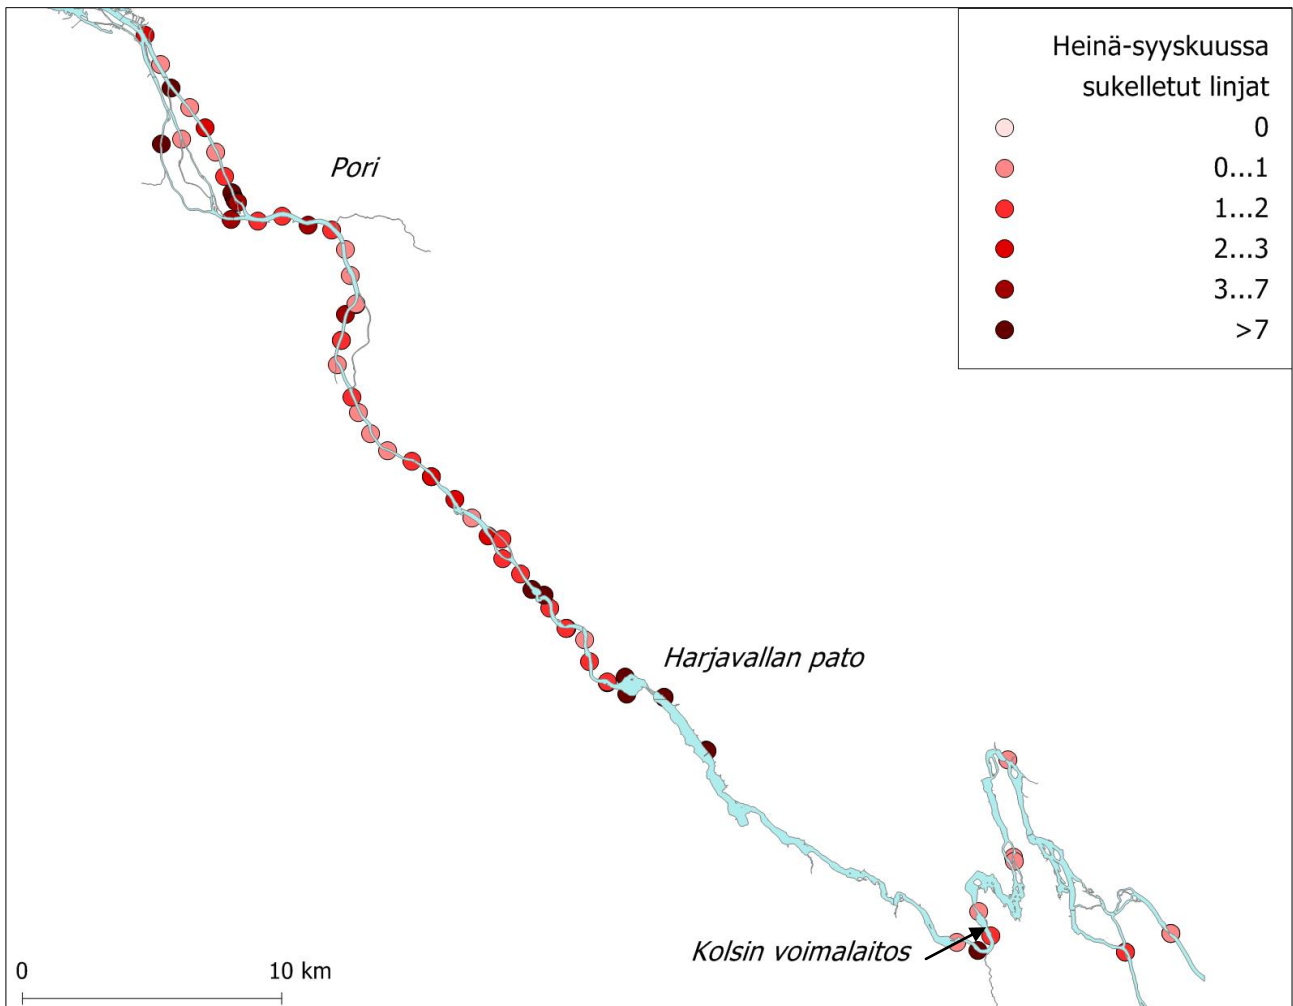 Heinä-syyskuussa
sukelletut linjat
0
0...1
1...2
2...3
3...7
>7
Pori
Harjavallan pato
Kolsin voimalaitos
0 10 km